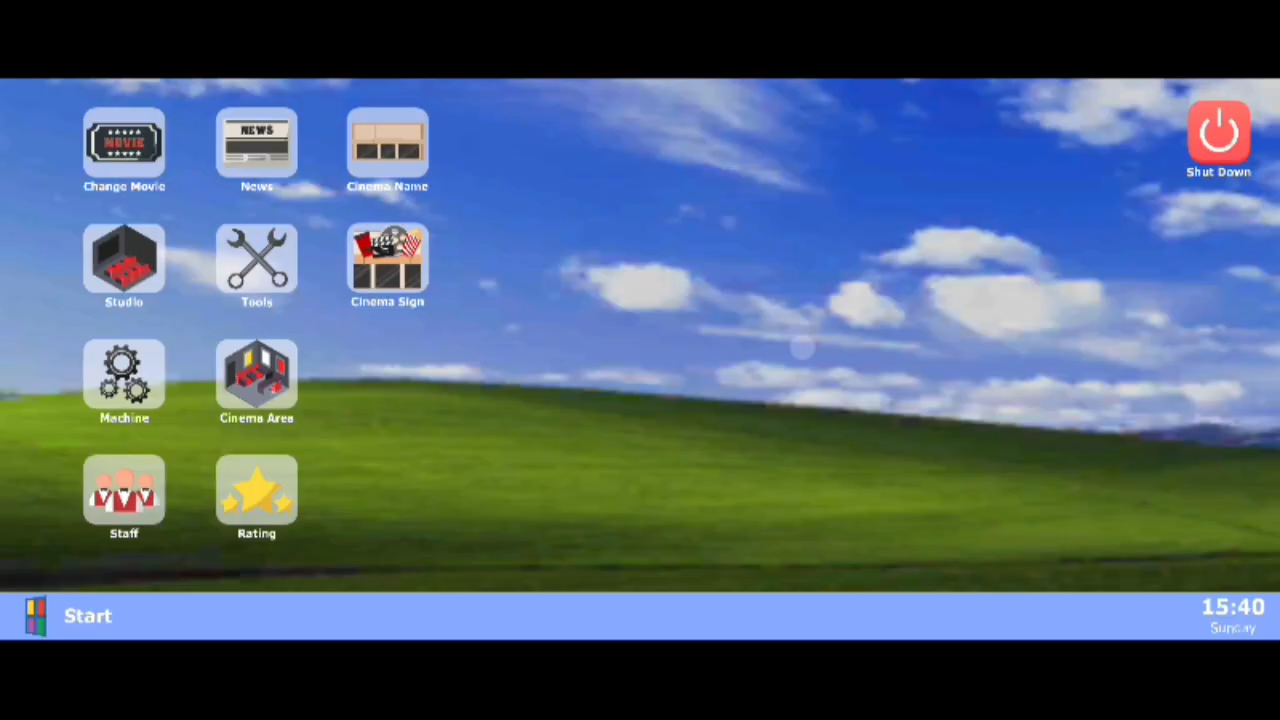 MOVIE
Change Movie
NEWS
News
Cinema Name
Shut Down
Studio
Tools
Cinema Sign
Machine
Cinema Area
Staff
Rating
Start
15:40
Sunday